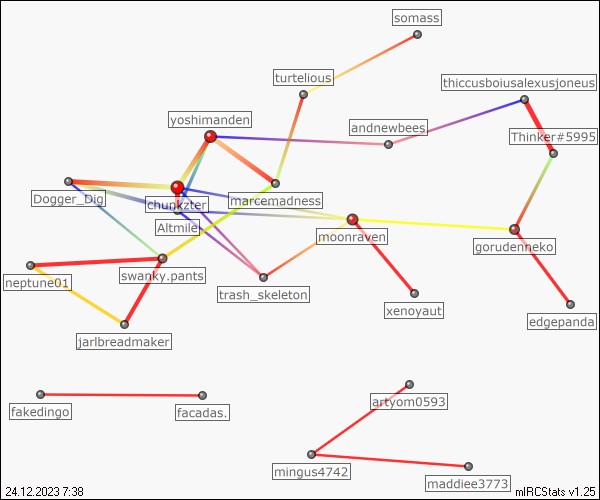 somass
turtelious
thiccusboiusalexusjoneus
yoshimanden
andnewbees
Thinker#5995
Dogger_Dig
chunkzter
marcemadness
Altmile
moonraven
gorudenneko
swanky.pants
neptune01
trash_skeleton
xenoyaut
edgepanda
jarlbreadmaker
artyom0593
fakedingo
facadas.
mingus4742
maddiee3773
24.12.2023 7:38
mIRCStats v1.25